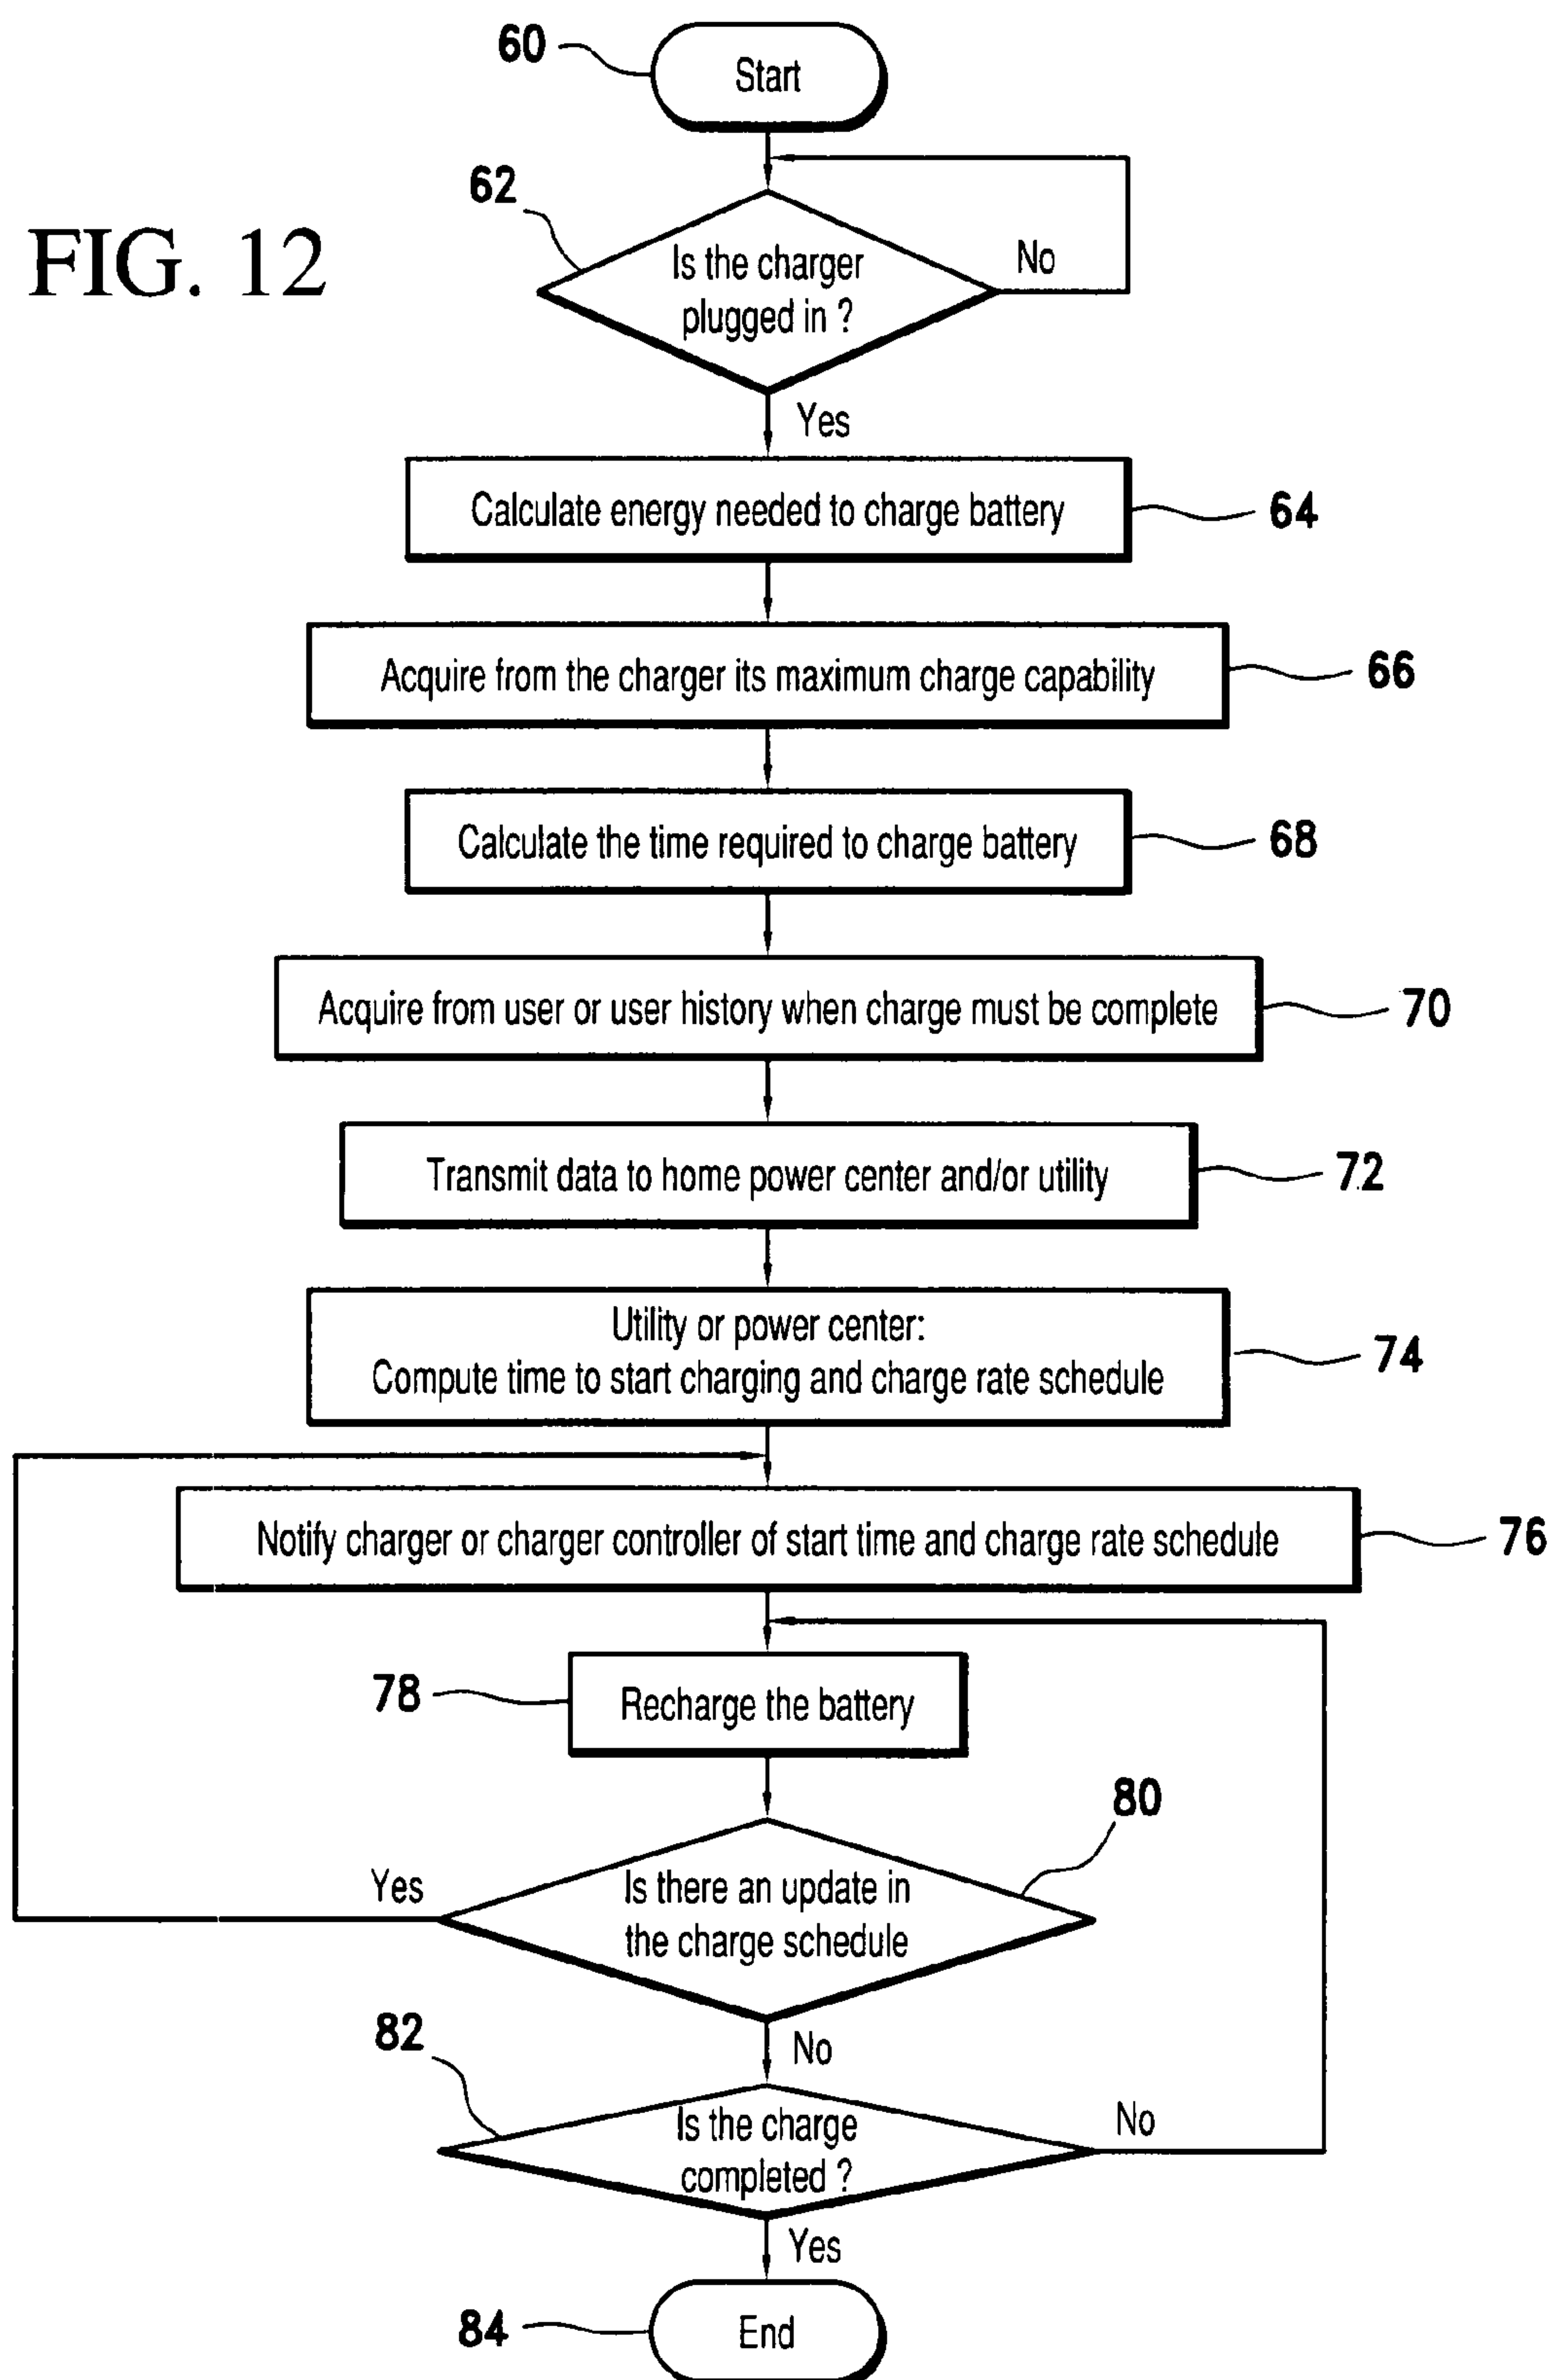 60
Start
62
FIG. 12
Is the charger
plugged in ?
No
Yes
Calculate energy needed to charge battery
64
Acquire from the charger its maximum charge capability
66
Calculate the time required to charge battery
68
Acquire from user or user history when charge must be complete
70
Transmit data to home power center and/or utility
72
Utility or power center:
Compute time to start charging and charge rate schedule
74
Notify charger or charger controller of start time and charge rate schedule
76
78
Recharge the battery
80
Yes
Is there an update in
the charge schedule
82
No
Is the charge
completed ?
No
Yes
84
End